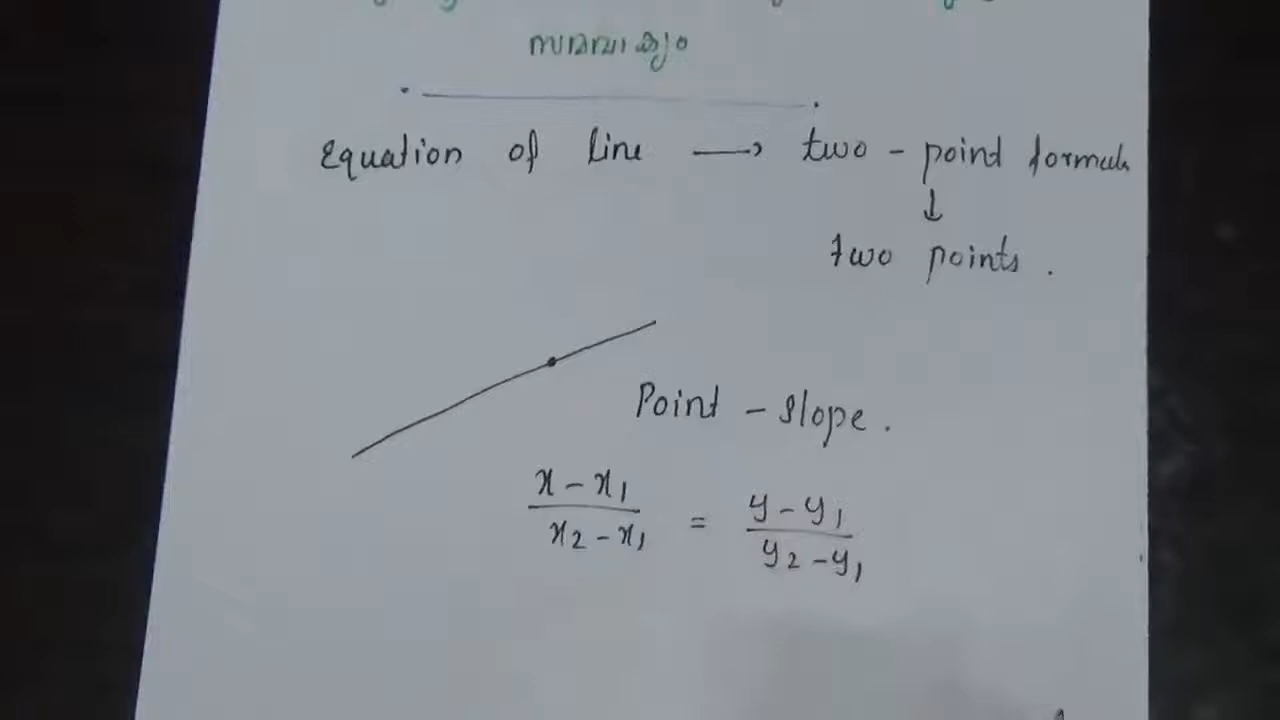 സമവാക്യം
Equation of line → two - point formula
↓
two points .
Point - slope .
x - x₁ / x₂ - x₁ = y - y₁ / y₂ - y₁